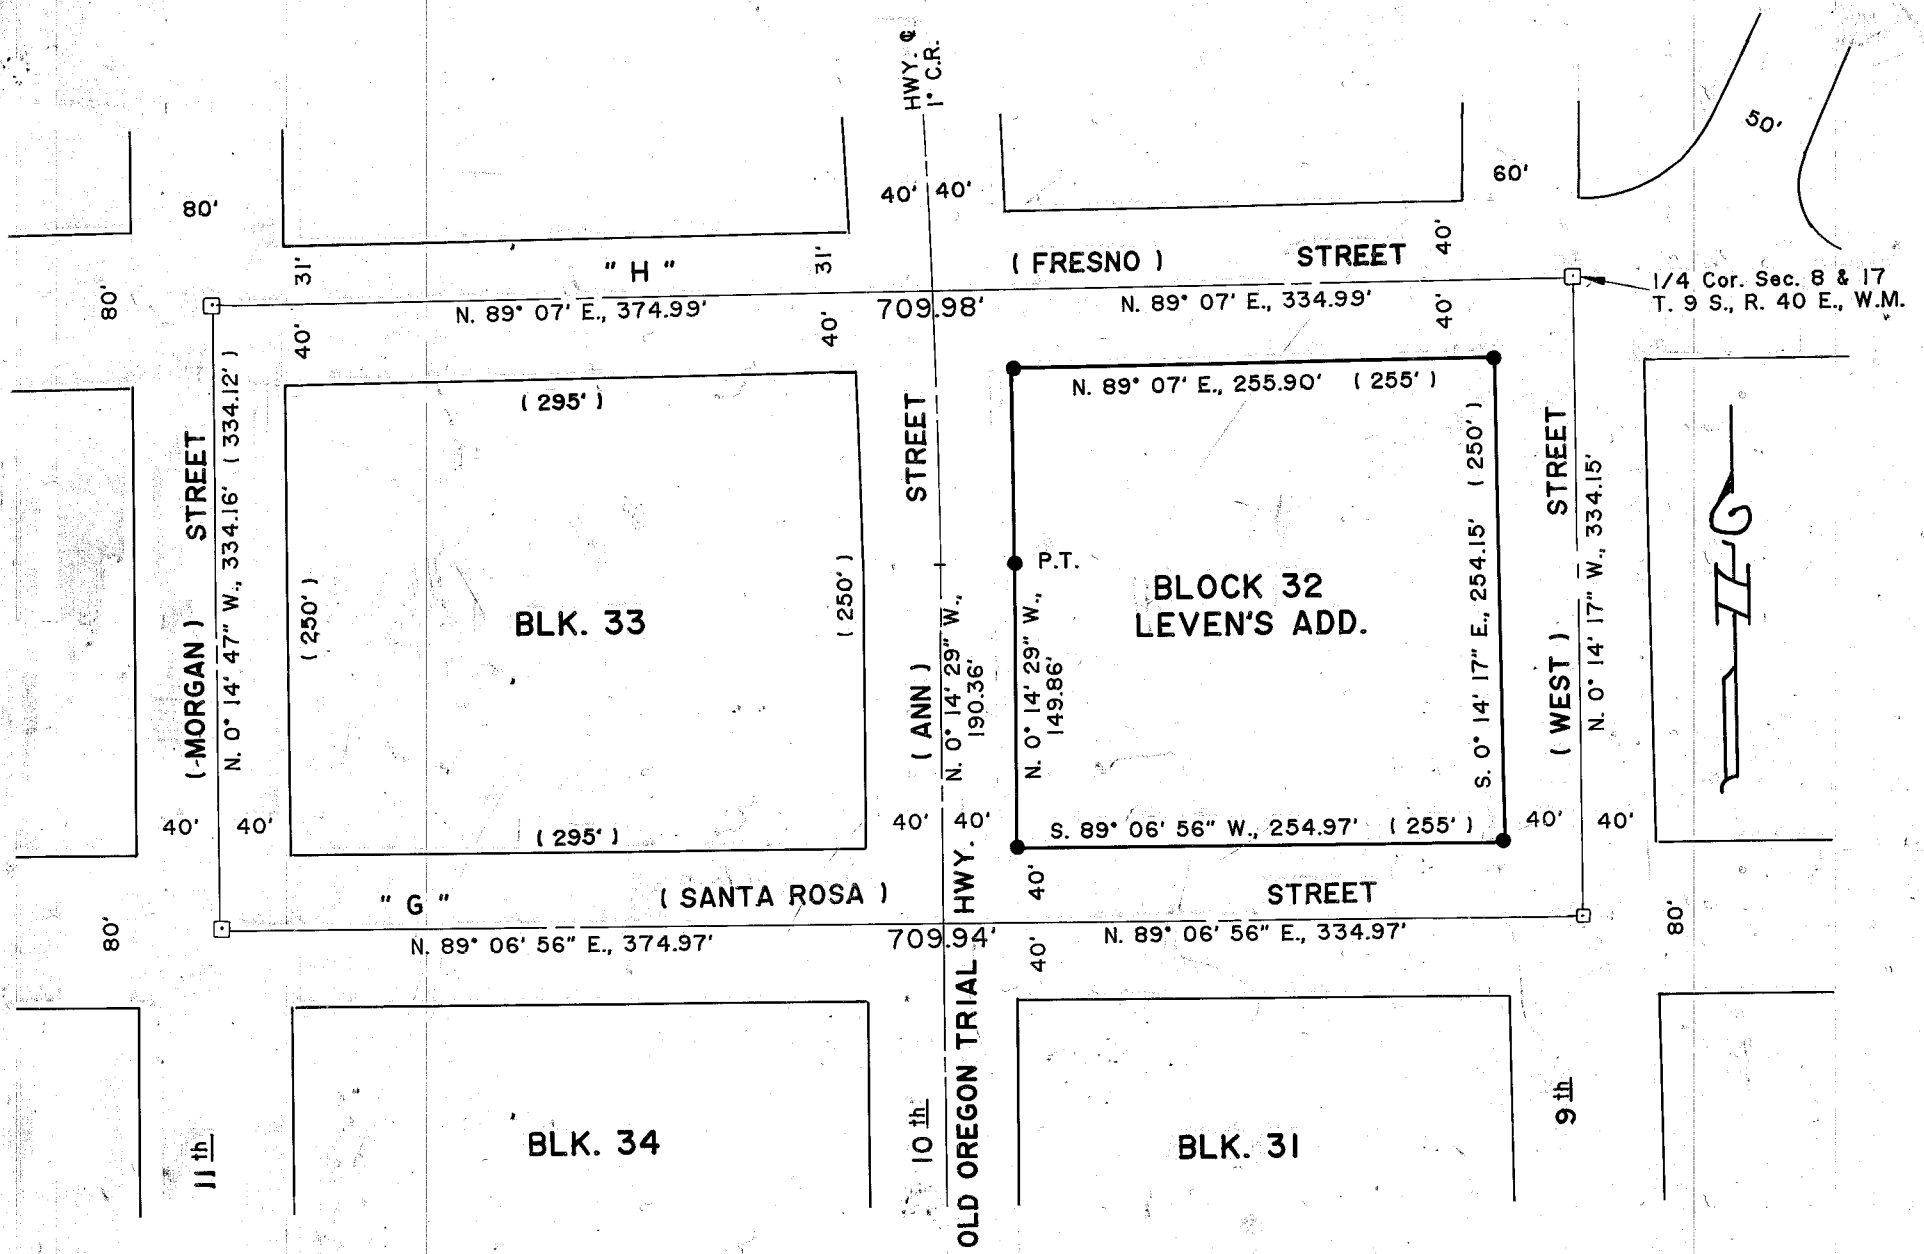 HWY. ℄
1° C.R.
50'
60'
80'
40' 40'
40'
( FRESNO ) STREET
" H "
31'
31'
80'
1/4 Cor. Sec. 8 & 17
T. 9 S., R. 40 E., W.M.
N. 89° 07' E., 374.99'
709.98'
N. 89° 07' E., 334.99'
40'
40'
40'
( 295' )
N. 89° 07' E., 255.90' ( 255' )
(MORGAN) STREET
N. 0° 14' 47" W., 334.16' ( 334.12' )
( 250' )
BLK. 33
( 250' )
( ANN ) STREET
N. 0° 14' 29" W.,
190.36'
P.T.
N. 0° 14' 29" W.,
149.86'
BLOCK 32
LEVEN'S ADD.
S. 0° 14' 17" E., 254.15' ( 250' )
( WEST ) STREET
N. 0° 14' 17" W., 334.15'
40' 40'
( 295' )
40' 40'
S. 89° 06' 56" W., 254.97' ( 255' )
40' 40'
" G " ( SANTA ROSA ) STREET
40'
80'
80'
N. 89° 06' 56" E., 374.97'
709.94'
N. 89° 06' 56" E., 334.97'
40'
OLD OREGON TRIAL HWY.
11th
BLK. 34
10th
BLK. 31
9th